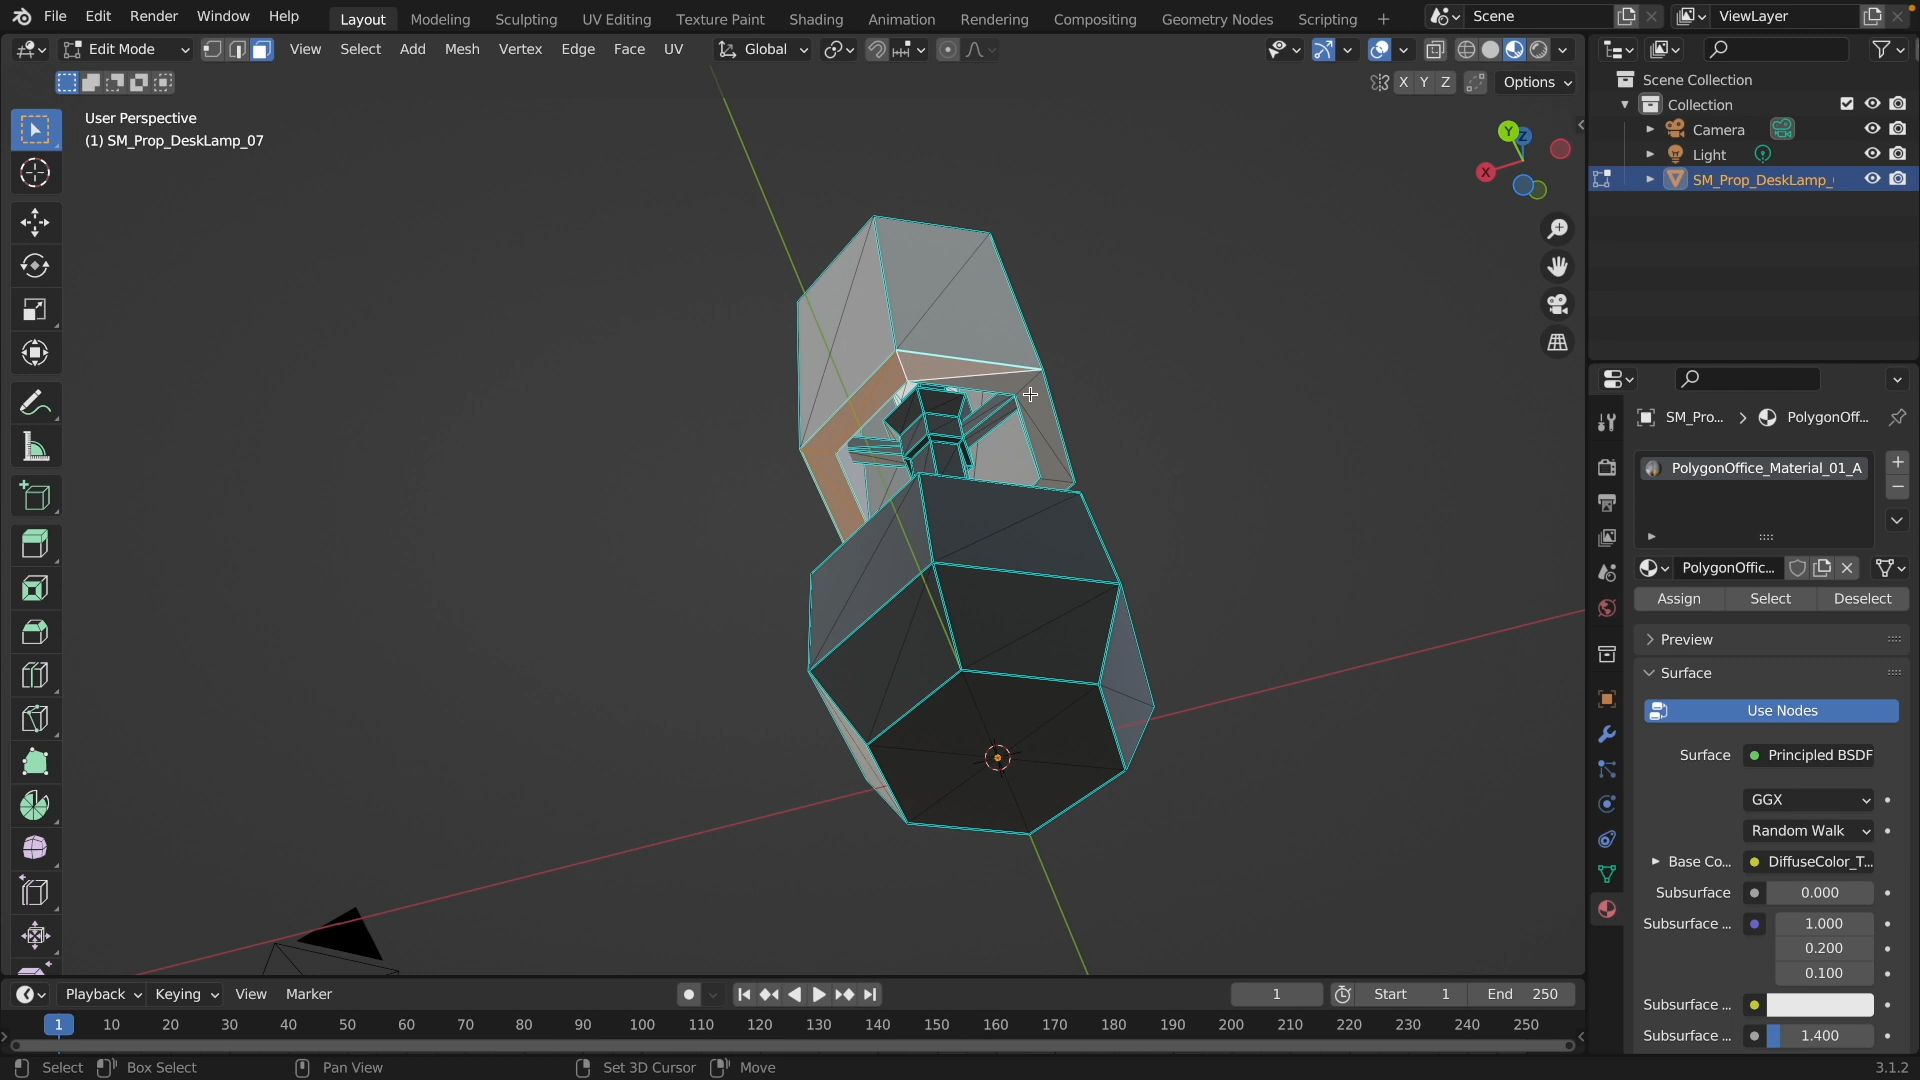 File Edit Render Window Help Layout Modeling Sculpting UV Editing Texture Paint Shading Animation Rendering Compositing Geometry Nodes Scripting + Scene ViewLayer
Edit Mode View Select Add Mesh Vertex Edge Face UV Global
X Y Z Options
User Perspective
(1) SM_Prop_DeskLamp_07
Y Z
X
Scene Collection
Collection
Camera
Light
SM_Prop_DeskLamp_
SM_Pro... PolygonOff...
PolygonOffice_Material_01_A
PolygonOffic...
Assign Select Deselect
Preview
Surface
Use Nodes
Surface Principled BSDF
GGX
Random Walk
Base Co... DiffuseColor_T...
Subsurface 0.000
Subsurface ... 1.000
0.200
0.100
Subsurface ...
Subsurface ... 1.400
Playback Keying View Marker 1 Start 1 End 250
1 10 20 30 40 50 60 70 80 90 100 110 120 130 140 150 160 170 180 190 200 210 220 230 240 250
Select Box Select Pan View Set 3D Cursor Move 3.1.2